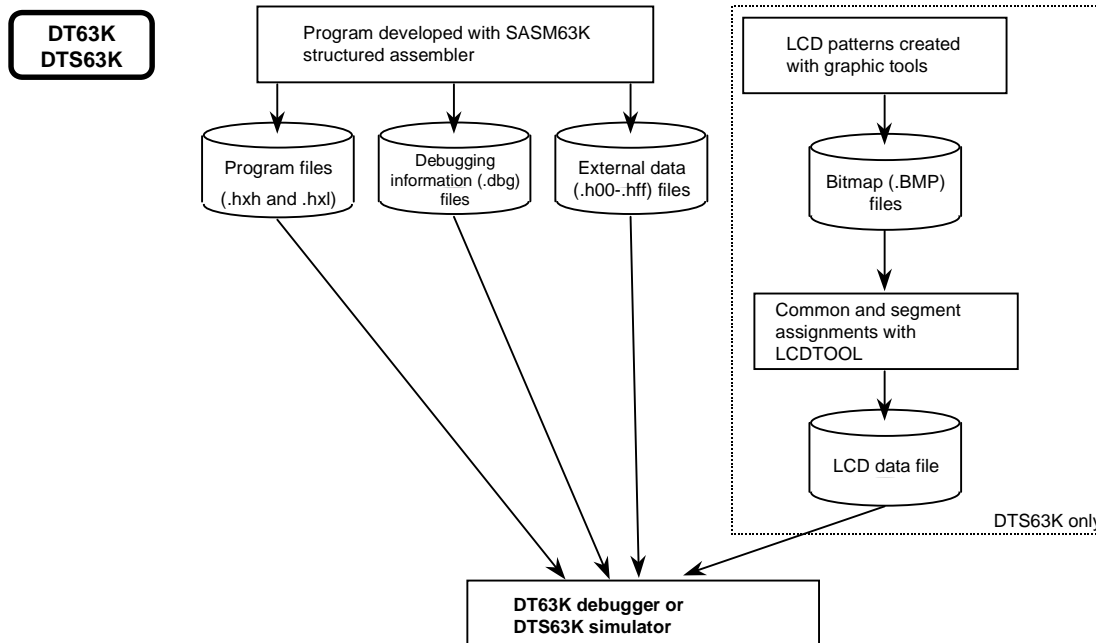 DT63K
DTS63K
Program developed with SASM63K
structured assembler
LCD patterns created
with graphic tools
Program files
(.hxh and .hxl)
Debugging
information (.dbg)
files
External data
(.h00-.hff) files
Bitmap (.BMP)
files
Common and segment
assignments with
LCDTOOL
LCD data file
DTS63K only
DT63K debugger or
DTS63K simulator